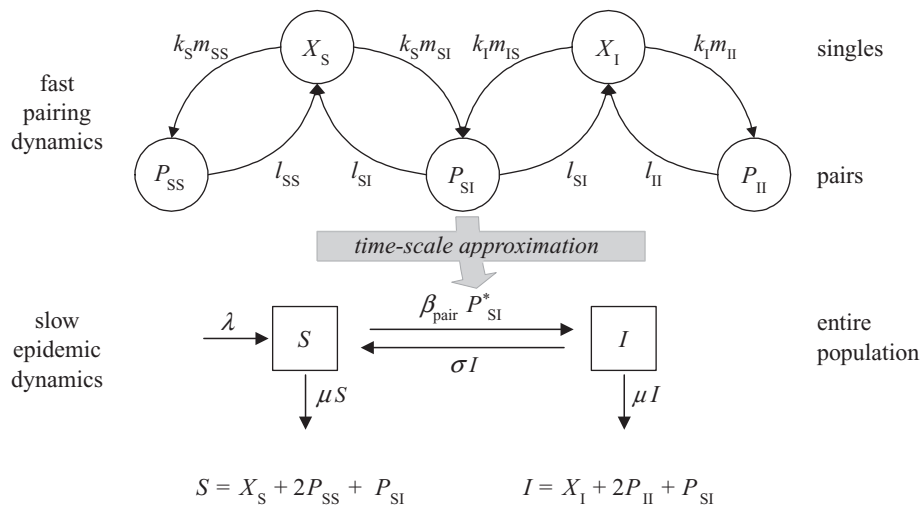 k_S m_SS X_S k_S m_SI k_I m_IS X_I k_I m_II singles
fast
pairing
dynamics
P_SS l_SS l_SI P_SI l_SI l_II P_II pairs
time-scale approximation
slow
epidemic
dynamics
λ S β_pair P*_SI I entire
σI population
μS μI
S = X_S + 2P_SS + P_SI I = X_I + 2P_II + P_SI